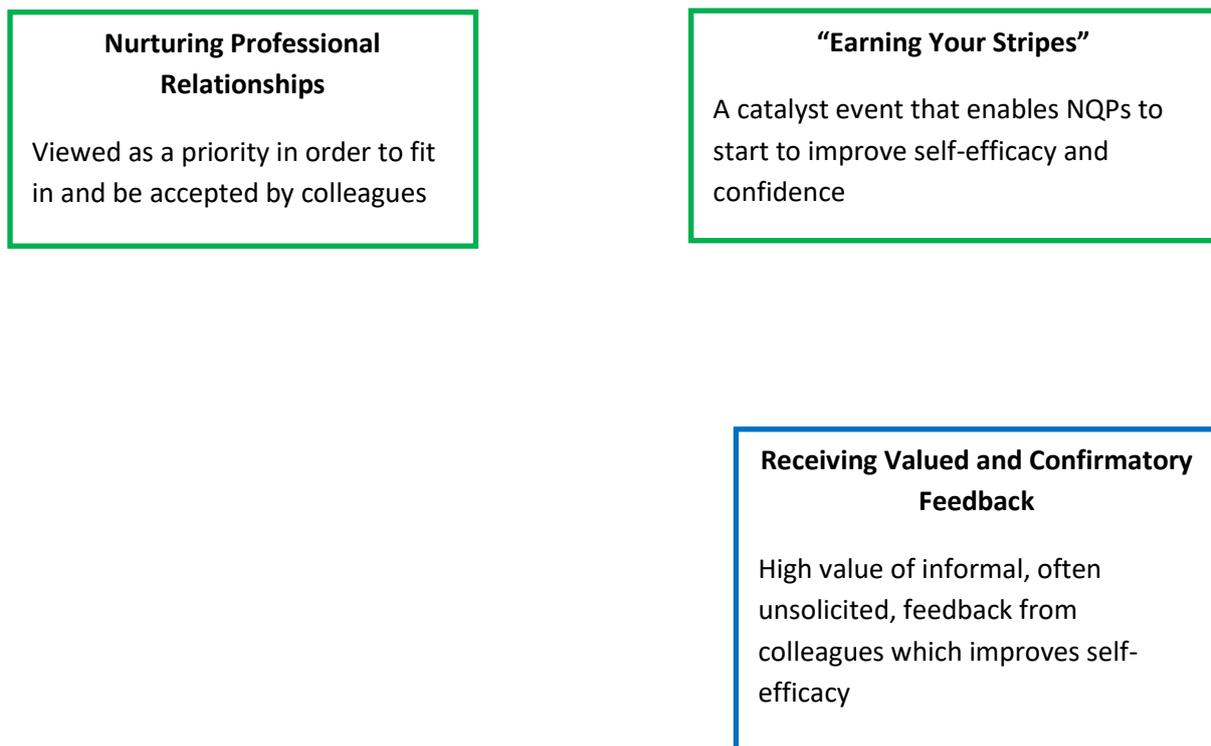 Nurturing Professional
Relationships
Viewed as a priority in order to fit
in and be accepted by colleagues
“Earning Your Stripes”
A catalyst event that enables NQPs to
start to improve self-efficacy and
confidence
Receiving Valued and Confirmatory
Feedback
High value of informal, often
unsolicited, feedback from
colleagues which improves self-
efficacy